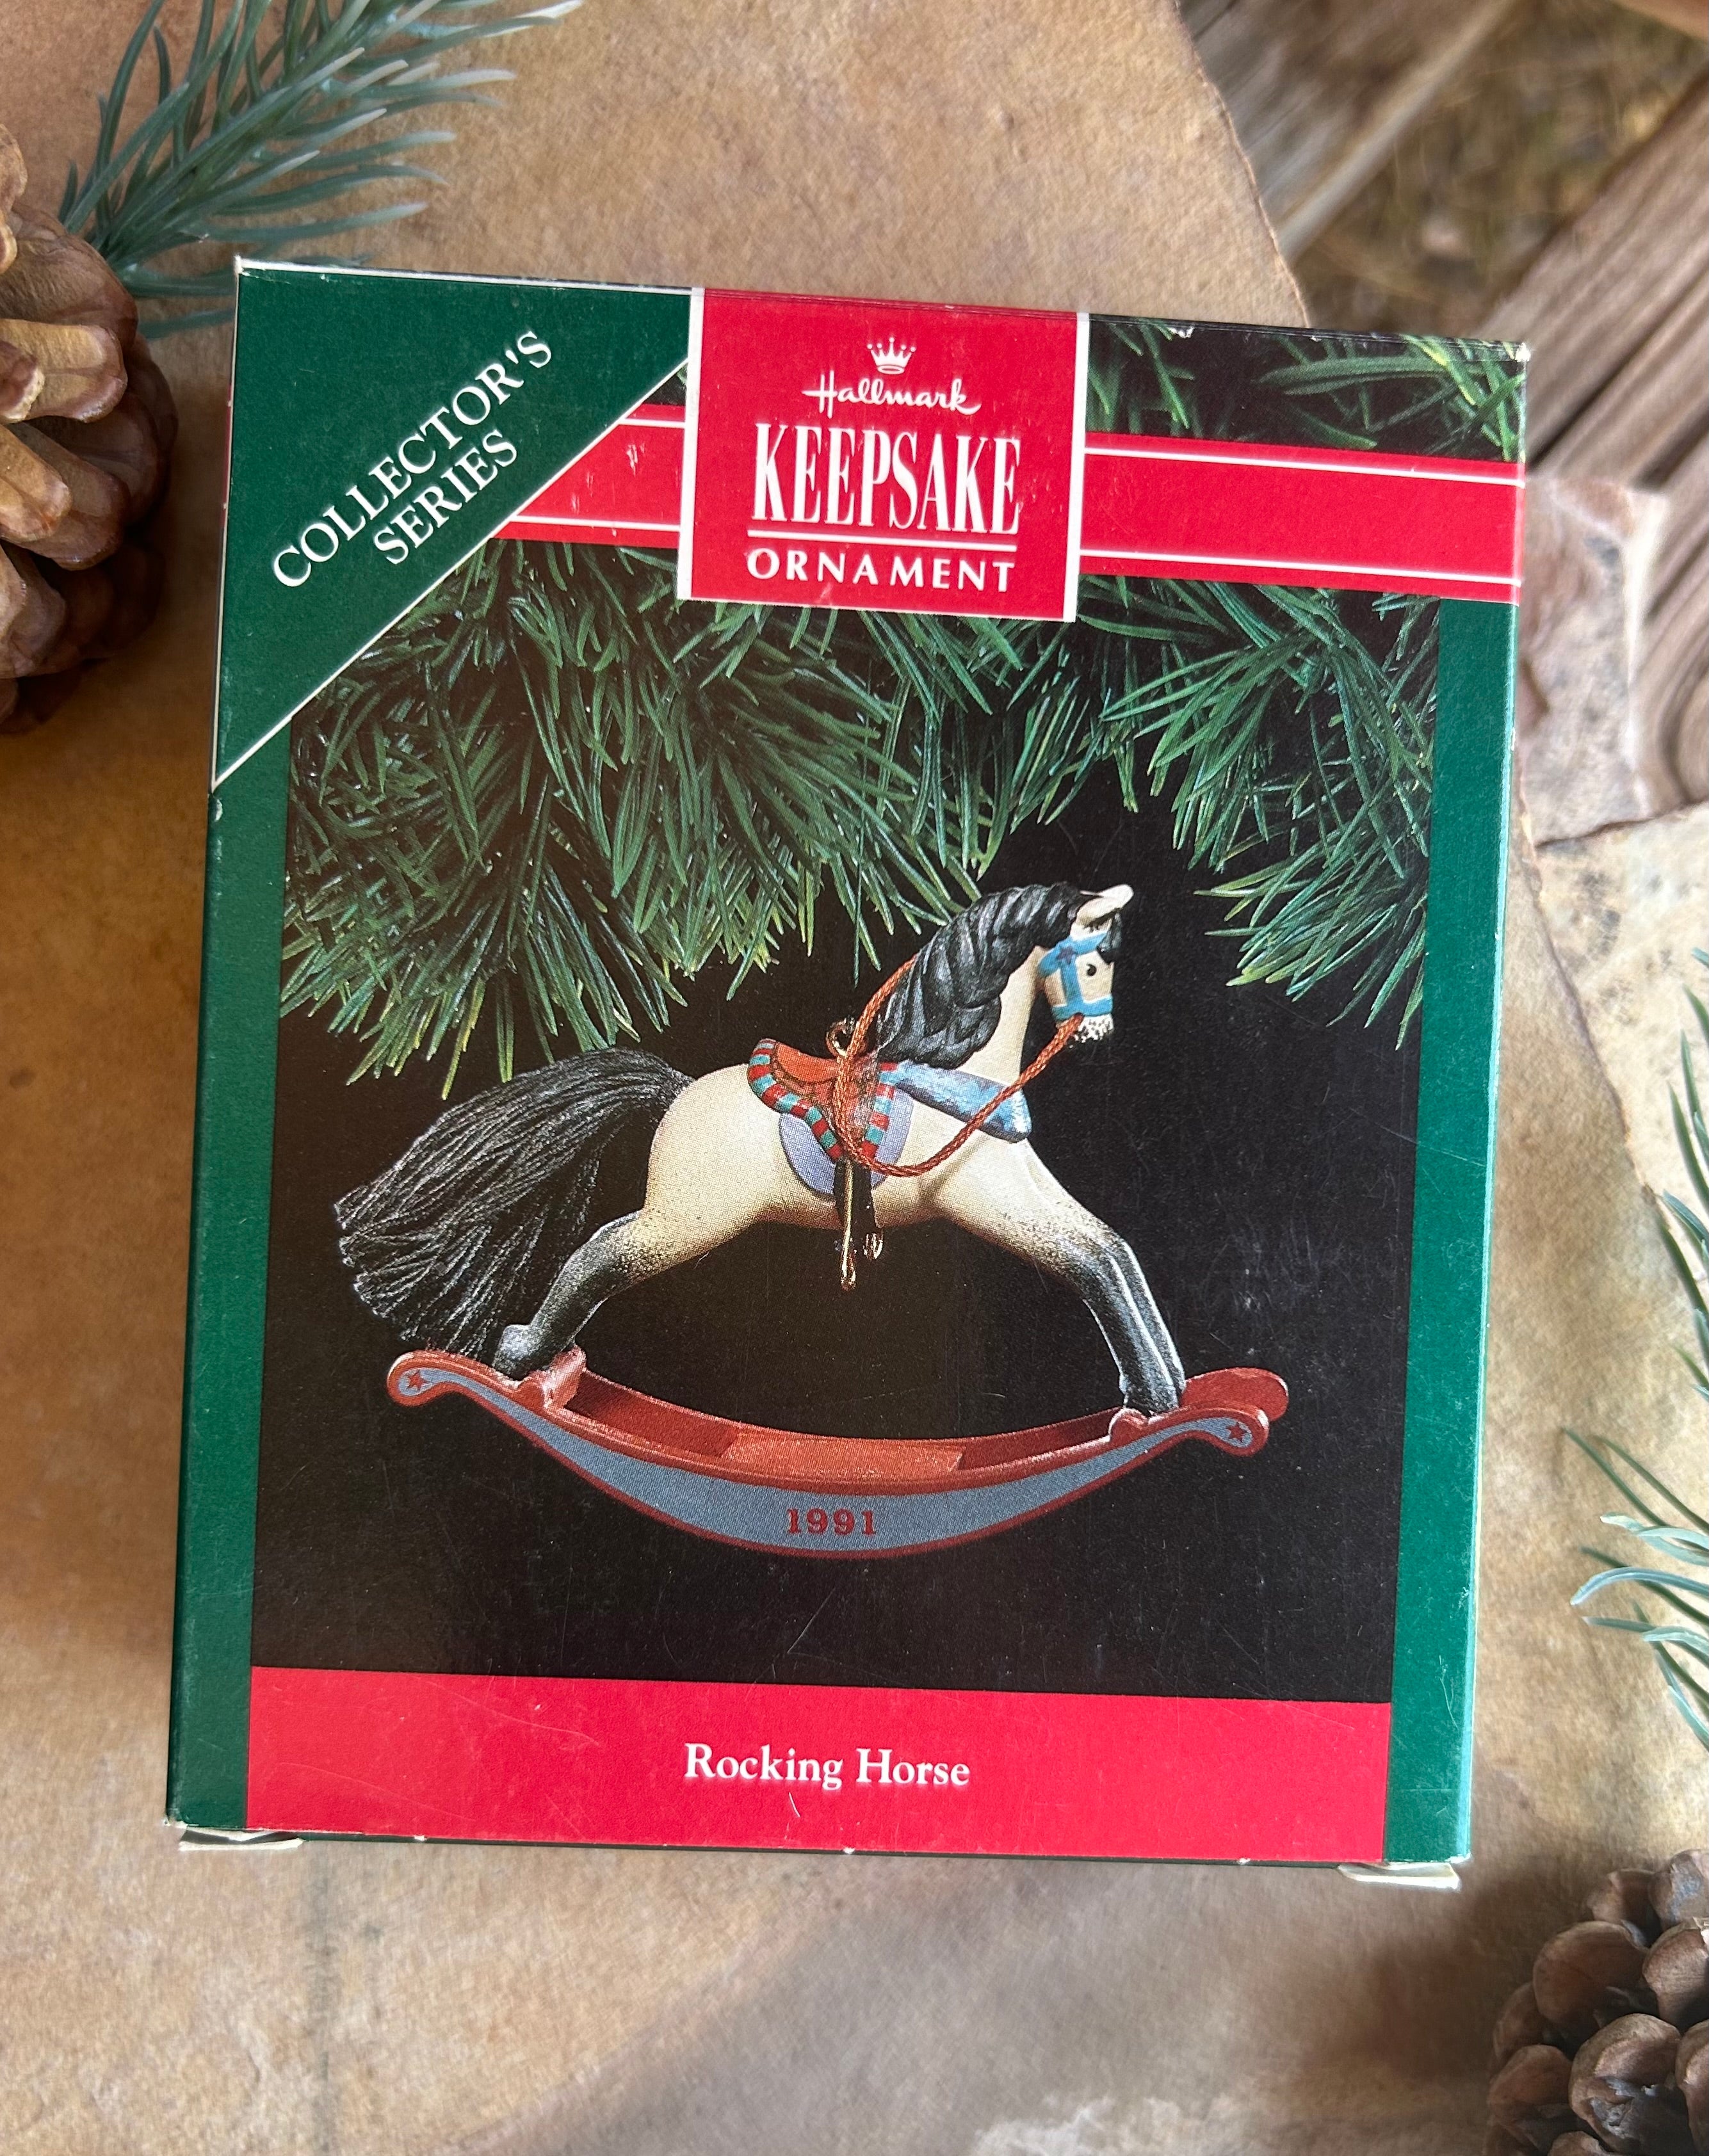 COLLECTOR'S
SERIES
Hallmark
KEEPSAKE
ORNAMENT
1991
Rocking Horse